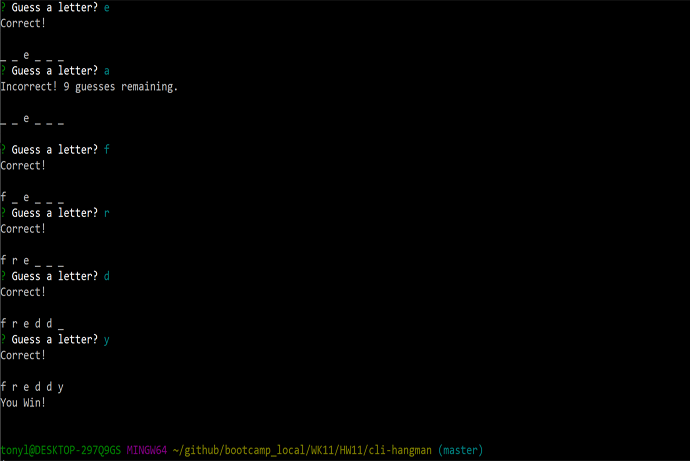 ? Guess a letter? e
Correct!
_ _ e _ _ _
? Guess a letter? a
Incorrect! 9 guesses remaining.
_ _ e _ _ _
? Guess a letter? f
Correct!
f _ e _ _ _
? Guess a letter? r
Correct!
f r e _ _ _
? Guess a letter? d
Correct!
f r e d d _
? Guess a letter? y
Correct!
f r e d d y
You Win!
tonyl@DESKTOP-297Q9GS MINGW64 ~/github/bootcamp_local/WK11/HW11/cli-hangman (master)